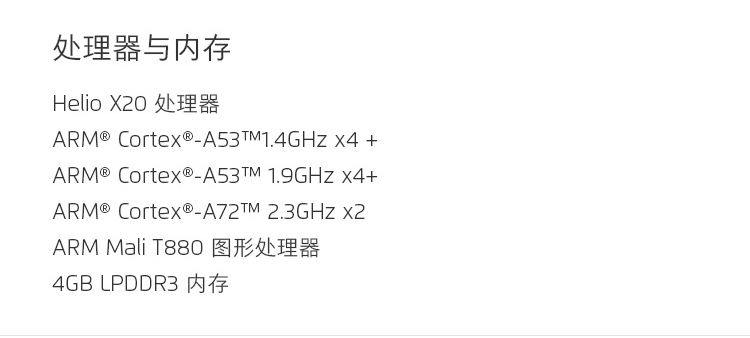 处理器与内存
Helio X20 处理器
ARM® Cortex®-A53™1.4GHz x4 +
ARM® Cortex®-A53™ 1.9GHz x4+
ARM® Cortex®-A72™ 2.3GHz x2
ARM Mali T880 图形处理器
4GB LPDDR3 内存